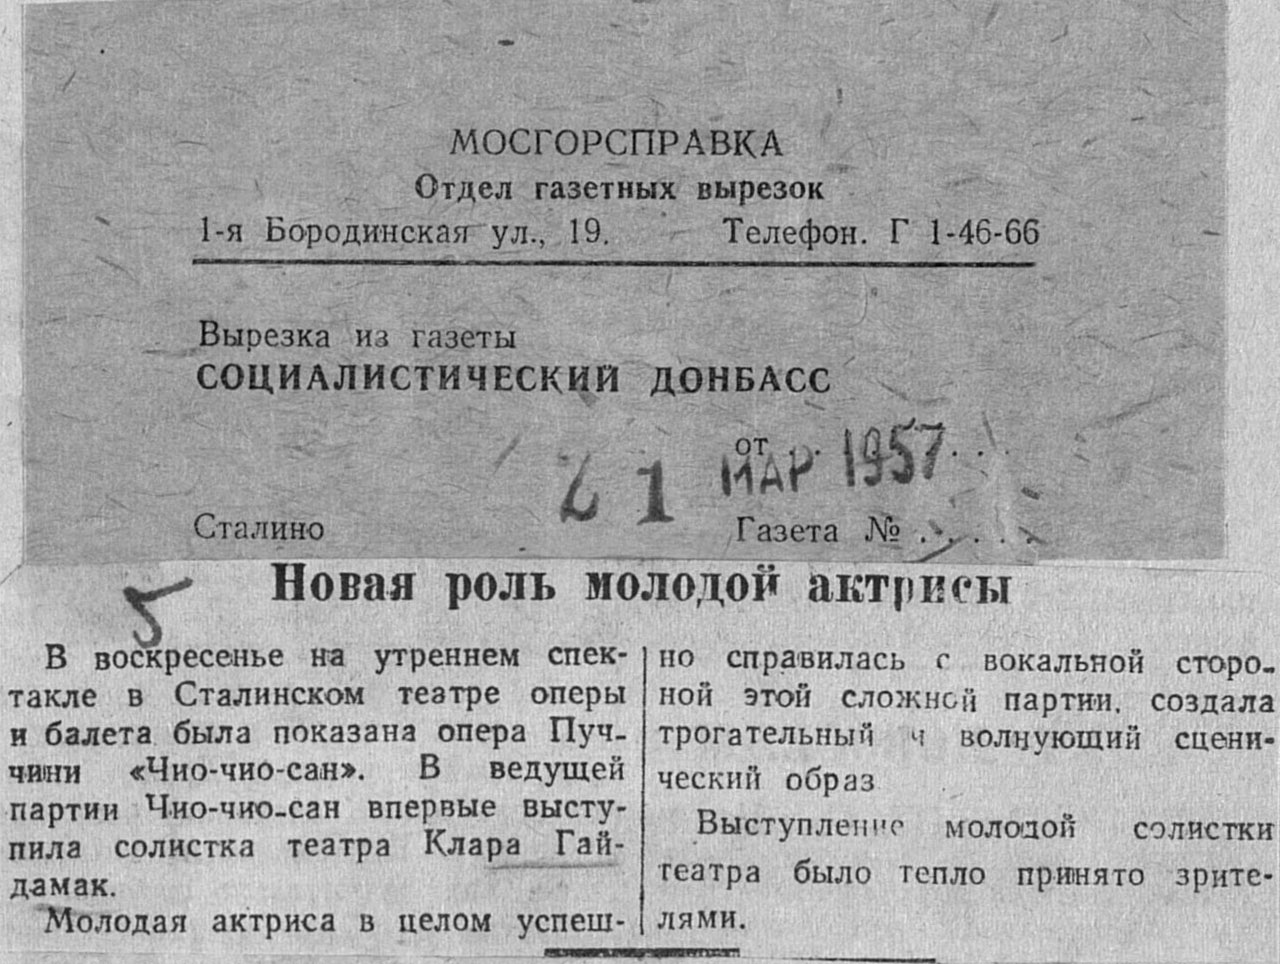 МОСГОРСПРАВКА
Отдел газетных вырезок
1-я Бородинская ул., 19. Телефон. Г 1-46-66
Вырезка из газеты
СОЦИАЛИСТИЧЕСКИЙ ДОНБАСС
от . . . .
21 МАР 1957
Сталино Газета № . . . . .
5
Новая роль молодой актрисы
В воскресенье на утреннем спек-
такле в Сталинском театре оперы
и балета была показана опера Пуч-
чини «Чио-чио-сан». В ведущей
партии Чио-чио-сан впервые высту-
пила солистка театра Клара Гай-
дамак.
Молодая актриса в целом успеш-
но справилась с вокальной сторо-
ной этой сложной партии, создала
трогательный и волнующий сцени-
ческий образ
Выступление молодой солистки
театра было тепло принято зрите-
лями.